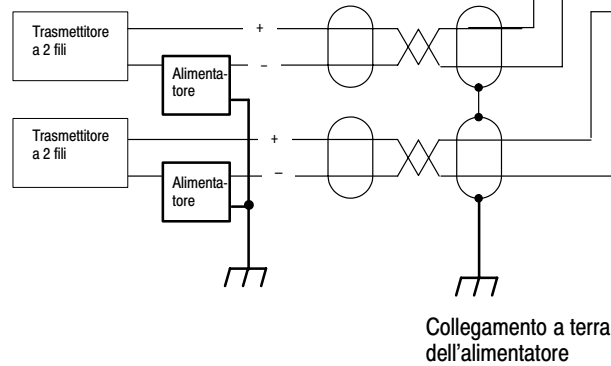 Trasmettitore
a 2 fili
+
–
Alimenta-
tore
Trasmettitore
a 2 fili
+
–
Alimenta-
tore
Collegamento a terra
dell'alimentatore